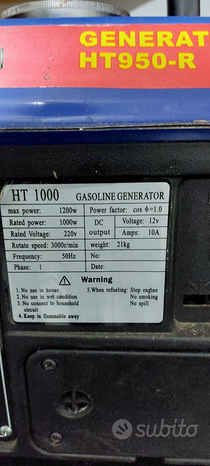 GENERAT
HT950-R
HT 1000 GASOLINE GENERATOR
max power: 1200w Power factor: cos Φ=1.0
Rated power: 1000w DC output Voltage: 12v
Rated Voltage: 220v Amps: 10A
Rotate speed: 3000r/min weight: 21kg
Frequency: 50Hz No:
Phase: 1 Date:
Warning
1.No to use in house 5.When refueling: Stop engine
2.No to use in wet condition No smoking
3.No to connect to household No spill
circuit
4.Keep in flammable away
subito